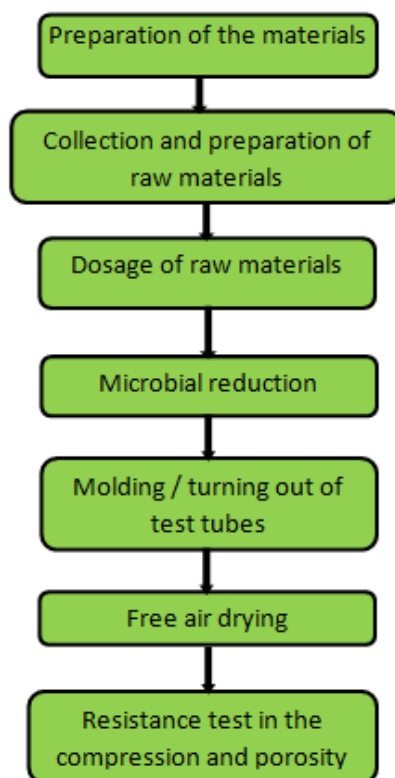 Preparation of the materials
Collection and preparation of
raw materials
Dosage of raw materials
Microbial reduction
Molding / turning out of
test tubes
Free air drying
Resistance test in the
compression and porosity